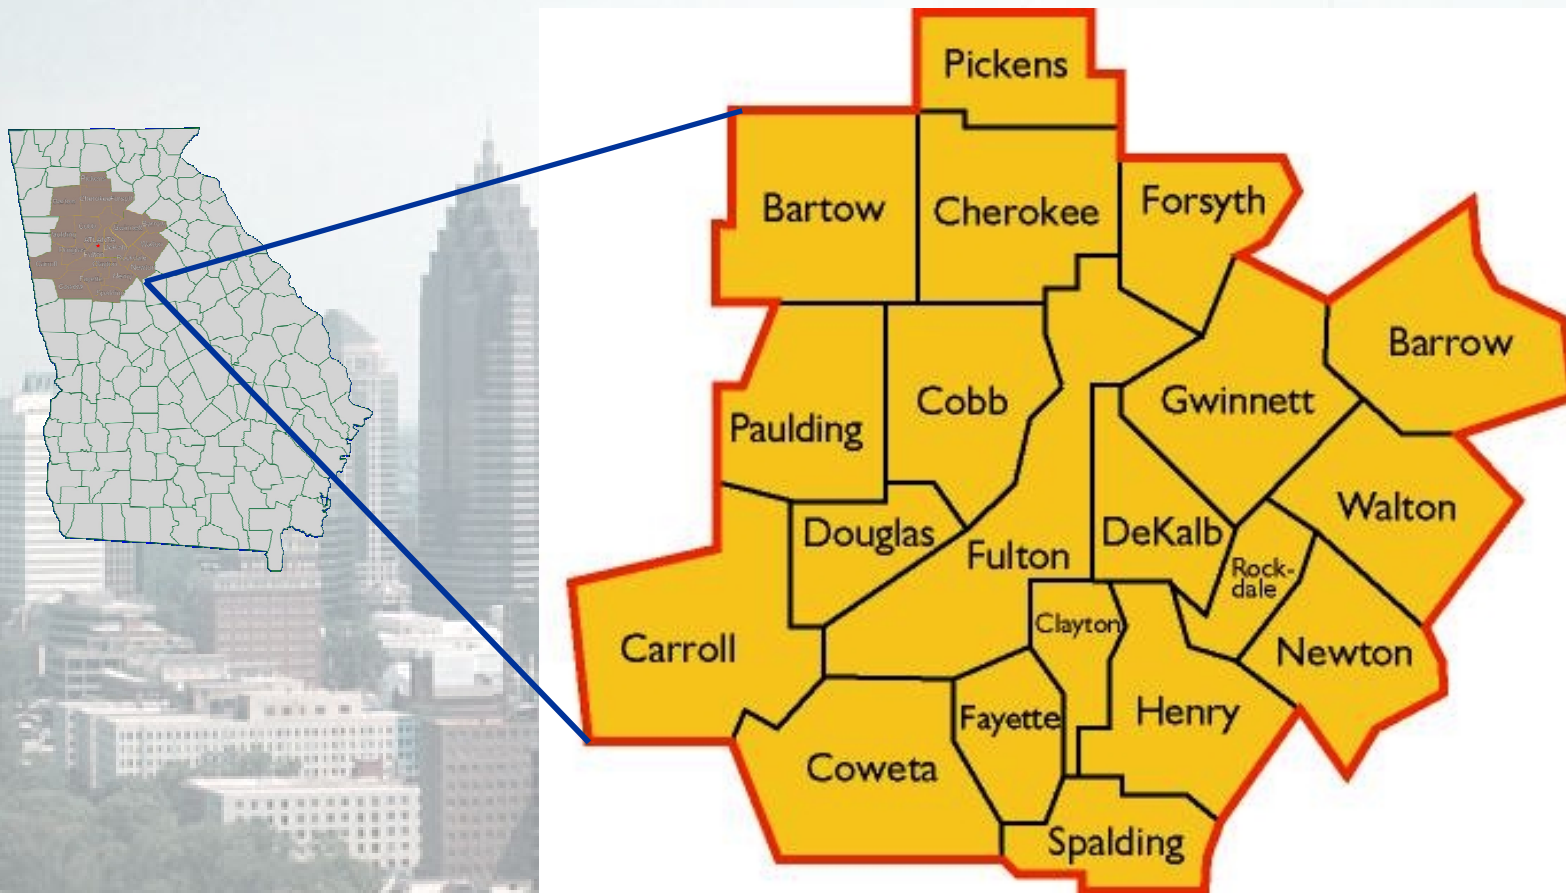 Pickens
Bartow
Cherokee
Forsyth
Barrow
Paulding
Cobb
Gwinnett
Walton
Douglas
Fulton
DeKalb
Rock-
dale
Carroll
Clayton
Newton
Fayette
Henry
Coweta
Spalding